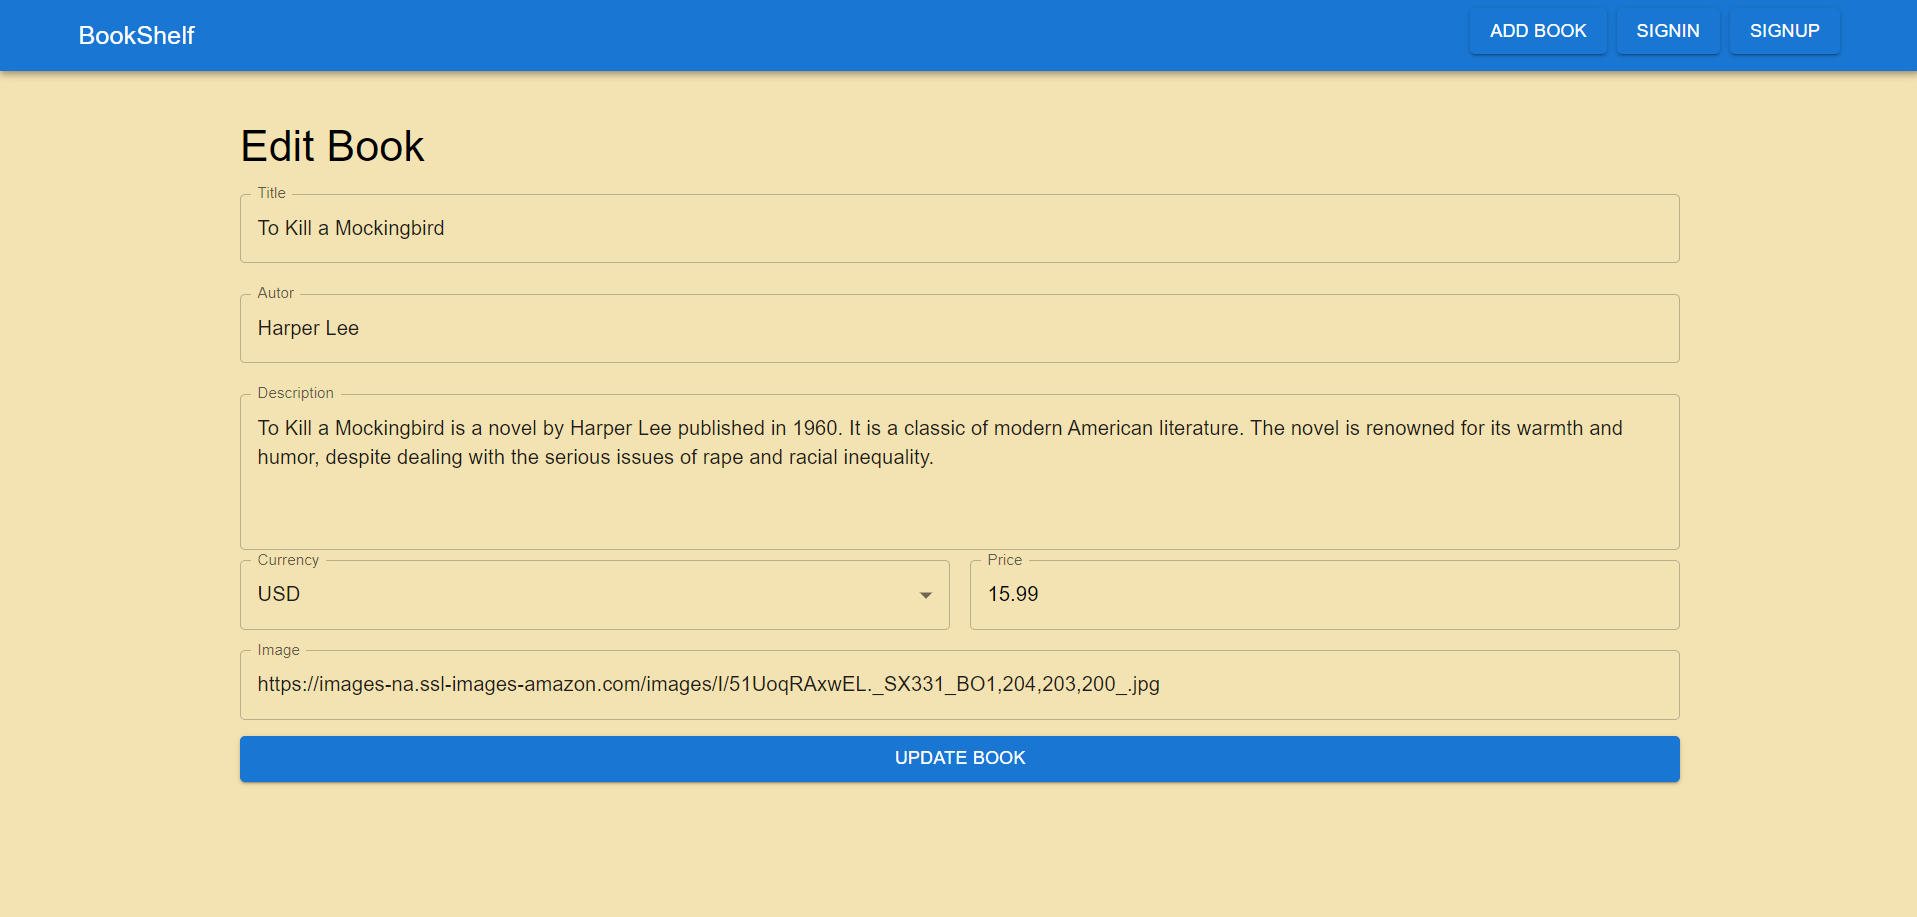 BookShelf
ADD BOOK
SIGNIN
SIGNUP
Edit Book
Title
To Kill a Mockingbird
Autor
Harper Lee
Description
To Kill a Mockingbird is a novel by Harper Lee published in 1960. It is a classic of modern American literature. The novel is renowned for its warmth and
humor, despite dealing with the serious issues of rape and racial inequality.
Currency
USD
Price
15.99
Image
https://images-na.ssl-images-amazon.com/images/I/51UoqRAxwEL._SX331_BO1,204,203,200_.jpg
UPDATE BOOK